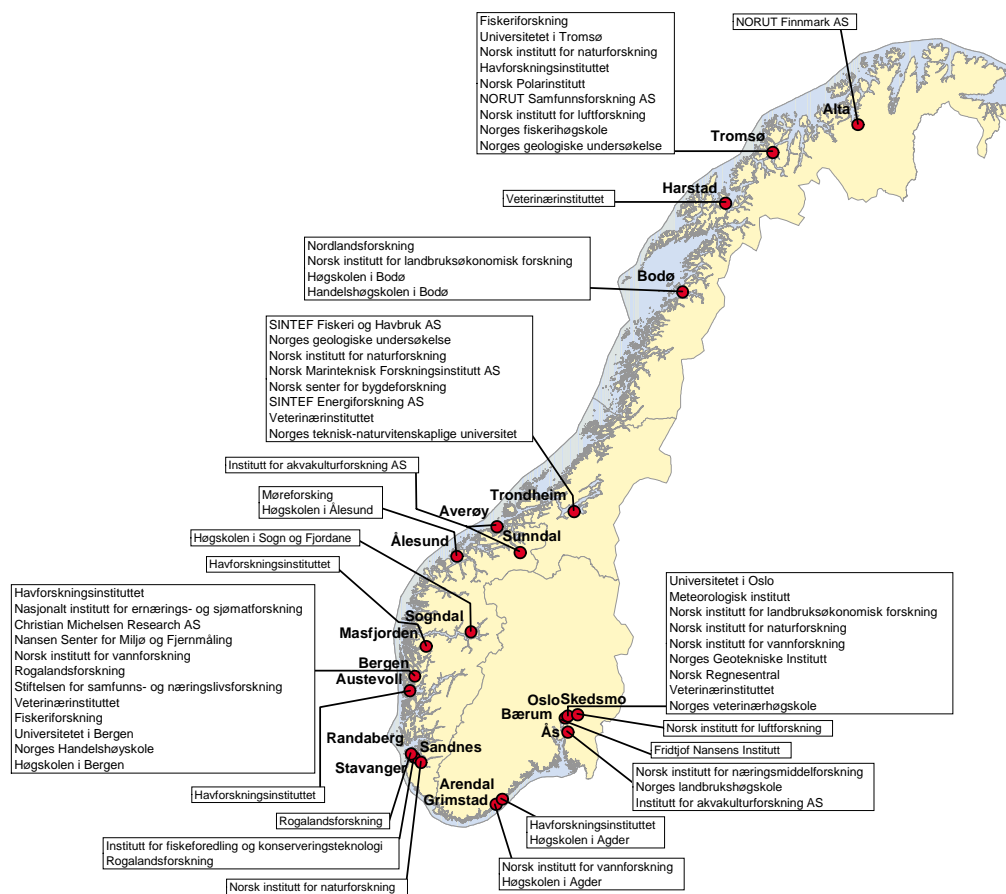 Fiskeriforskning
Universitetet i Tromsø
Norsk institutt for naturforskning
Havforskningsinstituttet
Norsk Polarinstitutt
NORUT Samfunnsforskning AS
Norsk institutt for luftforskning
Norges fiskerihøgskole
Norges geologiske undersøkelse
NORUT Finnmark AS
Alta
Tromsø
Harstad
Veterinærinstituttet
Nordlandsforskning
Norsk institutt for landbruksøkonomisk forskning
Høgskolen i Bodø
Handelshøgskolen i Bodø
Bodø
SINTEF Fiskeri og Havbruk AS
Norges geologiske undersøkelse
Norsk institutt for naturforskning
Norsk Marinteknisk Forskningsinstitutt AS
Norsk senter for bygdeforskning
SINTEF Energiforskning AS
Veterinærinstituttet
Norges teknisk-naturvitenskaplige universitet
Institutt for akvakulturforskning AS
Møreforsking
Høgskolen i Ålesund
Trondheim
Averøy
Sunndal
Ålesund
Høgskolen i Sogn og Fjordane
Havforskningsinstituttet
Sogndal
Masfjorden
Bergen
Austevoll
Havforskningsinstituttet
Nasjonalt institutt for ernærings- og sjømatforskning
Christian Michelsen Research AS
Nansen Senter for Miljø og Fjernmåling
Norsk institutt for vannforskning
Rogalandsforskning
Stiftelsen for samfunns- og næringslivsforskning
Veterinærinstituttet
Fiskeriforskning
Universitetet i Bergen
Norges Handelshøyskole
Høgskolen i Bergen
Universitetet i Oslo
Meteorologisk institutt
Norsk institutt for landbruksøkonomisk forskning
Norsk institutt for naturforskning
Norsk institutt for vannforskning
Norges Geotekniske Institutt
Norsk Regnesentral
Veterinærinstituttet
Norges veterinærhøgskole
Oslo
Skedsmo
Bærum
Ås
Norsk institutt for luftforskning
Fridtjof Nansens Institutt
Norsk institutt for næringsmiddelforskning
Norges landbrukshøgskole
Institutt for akvakulturforskning AS
Randaberg
Sandnes
Stavanger
Arendal
Grimstad
Havforskningsinstituttet
Rogalandsforskning
Institutt for fiskeforedling og konserveringsteknologi
Rogalandsforskning
Norsk institutt for naturforskning
Havforskningsinstituttet
Høgskolen i Agder
Norsk institutt for vannforskning
Høgskolen i Agder